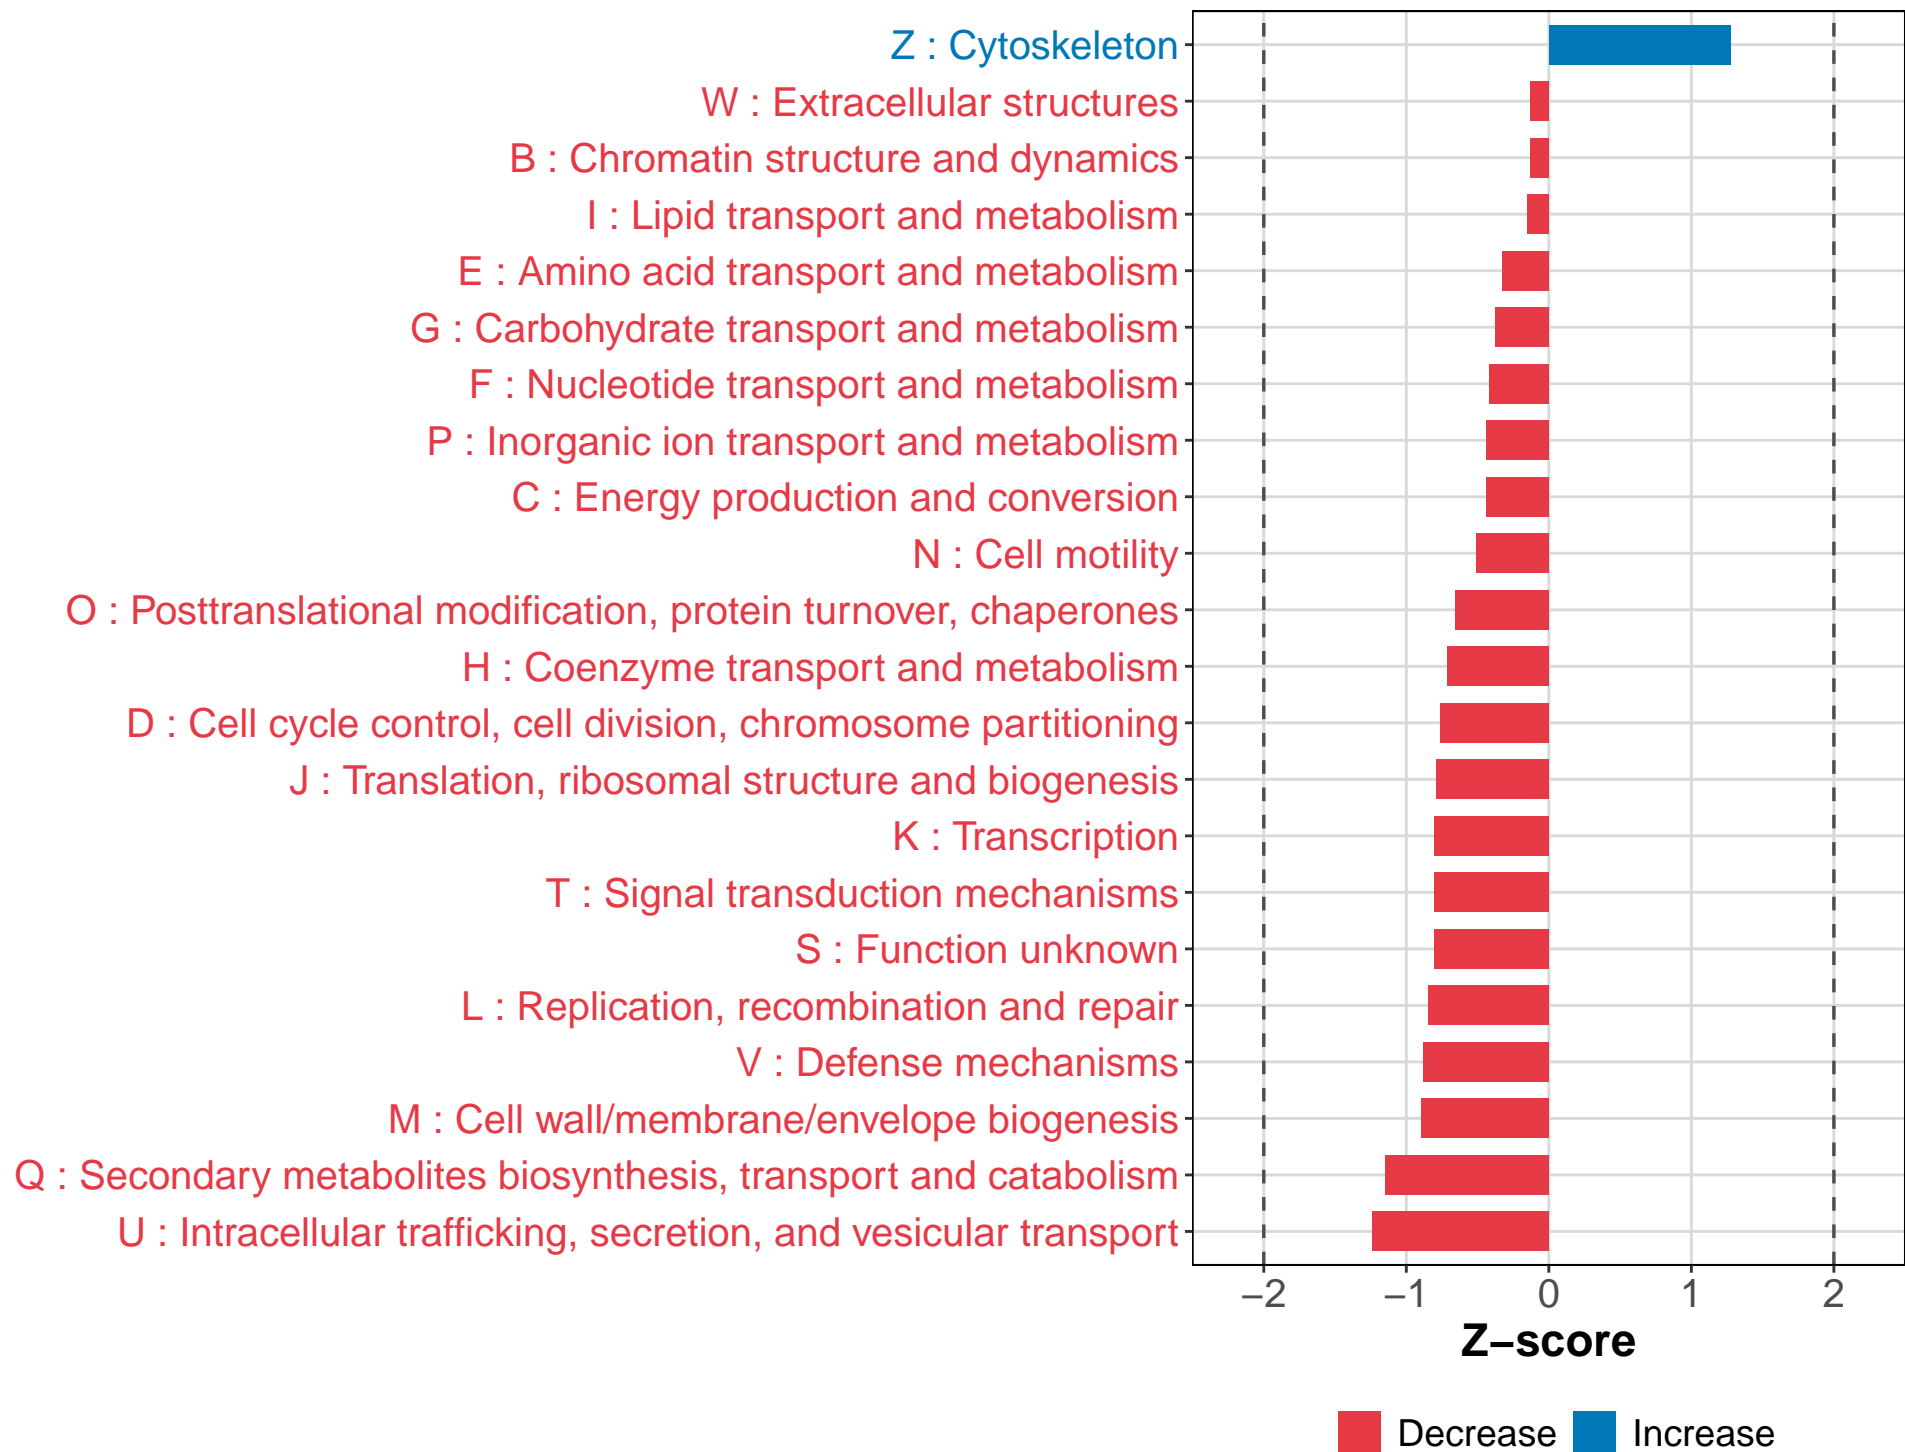 Z : Cytoskeleton
W : Extracellular structures
B : Chromatin structure and dynamics
I : Lipid transport and metabolism
E : Amino acid transport and metabolism
G : Carbohydrate transport and metabolism
F : Nucleotide transport and metabolism
P : Inorganic ion transport and metabolism
C : Energy production and conversion
N : Cell motility
O : Posttranslational modification, protein turnover, chaperones
H : Coenzyme transport and metabolism
D : Cell cycle control, cell division, chromosome partitioning
J : Translation, ribosomal structure and biogenesis
K : Transcription
T : Signal transduction mechanisms
S : Function unknown
L : Replication, recombination and repair
V : Defense mechanisms
M : Cell wall/membrane/envelope biogenesis
Q : Secondary metabolites biosynthesis, transport and catabolism
U : Intracellular trafficking, secretion, and vesicular transport
−2 −1 0 1 2
Z−score
Decrease Increase